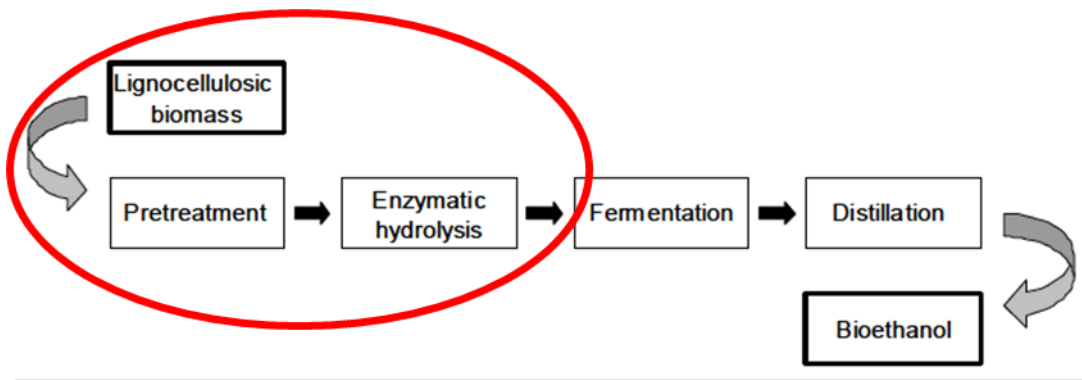 Lignocellulosic
biomass
Pretreatment
Enzymatic
hydrolysis
Fermentation
Distillation
Bioethanol